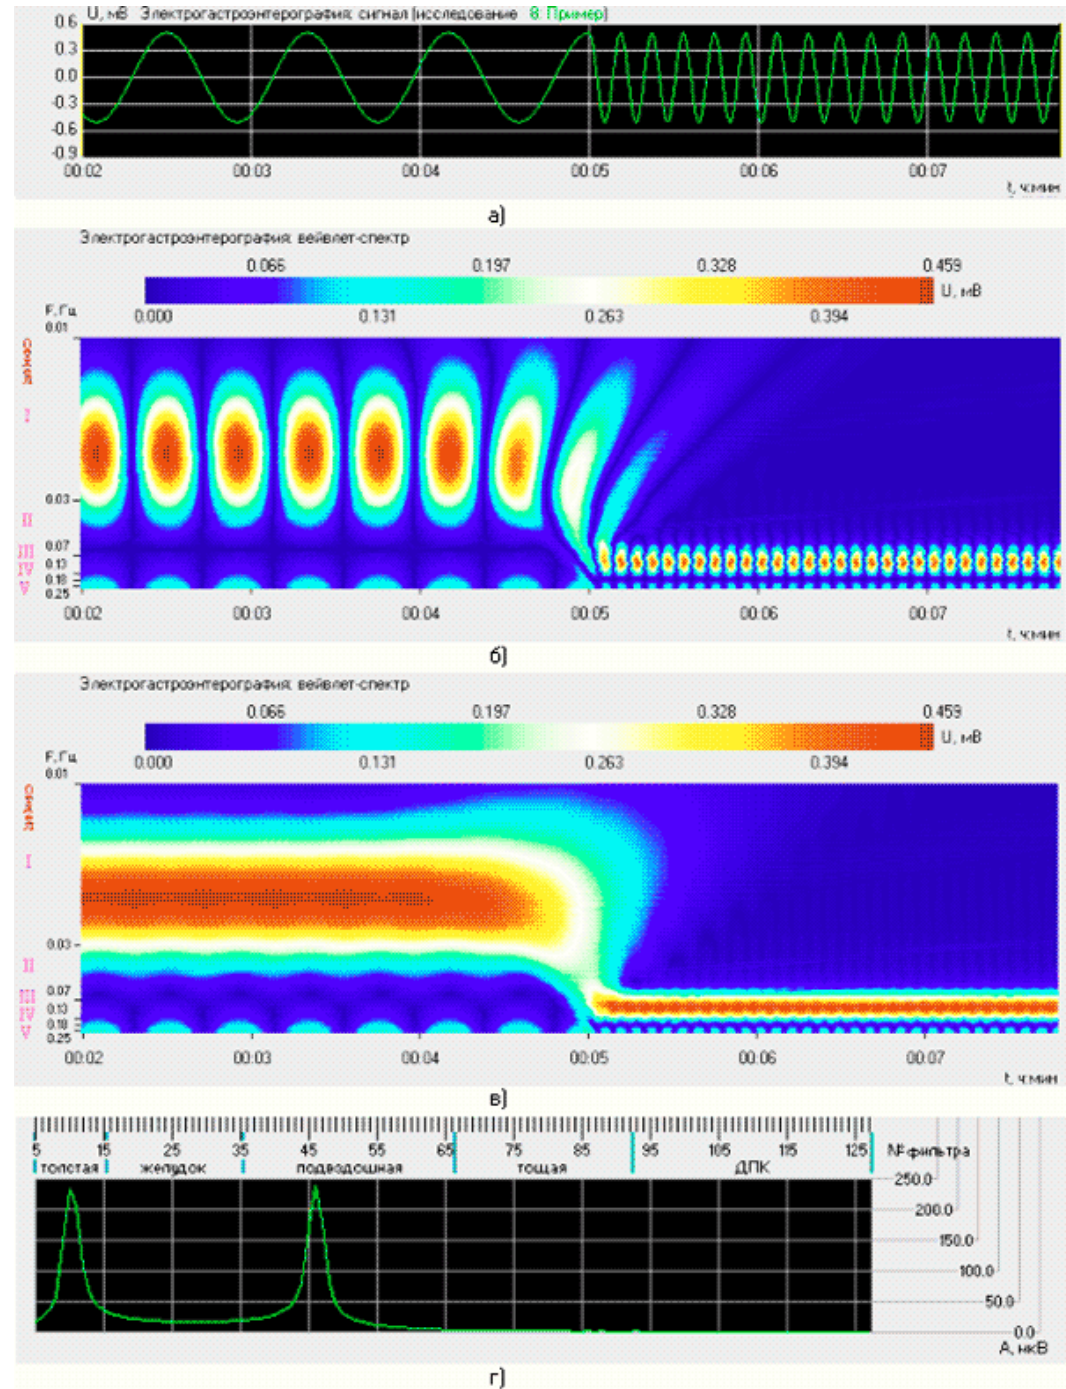 U, мВ Электрогастроэнтерография: сигнал (исследование 8: Пример)
0.6
0.3
0.0
-0.3
-0.6
-0.9
00:02 00:03 00:04 00:05 00:06 00:07
t, ч:мин
а)
Электрогастроэнтерография: вейвлет-спектр
0.066 0.197 0.328 0.459
U, мВ
0.000 0.131 0.263 0.394
F, Гц
0.01
I
0.03
II
0.07
III
0.13
IV
0.18
V
0.25
00:02 00:03 00:04 00:05 00:06 00:07
t, ч:мин
б)
Электрогастроэнтерография: вейвлет-спектр
0.066 0.197 0.328 0.459
U, мВ
0.000 0.131 0.263 0.394
F, Гц
0.01
I
0.03
II
0.07
III
0.13
IV
0.18
V
0.25
00:02 00:03 00:04 00:05 00:06 00:07
t, ч:мин
в)
5 15 25 35 45 55 65 75 85 95 105 115 125 № фильтра
толстая желудок подвздошная тощая ДПК
250.0
200.0
150.0
100.0
50.0
0.0
А, мкВ
г)